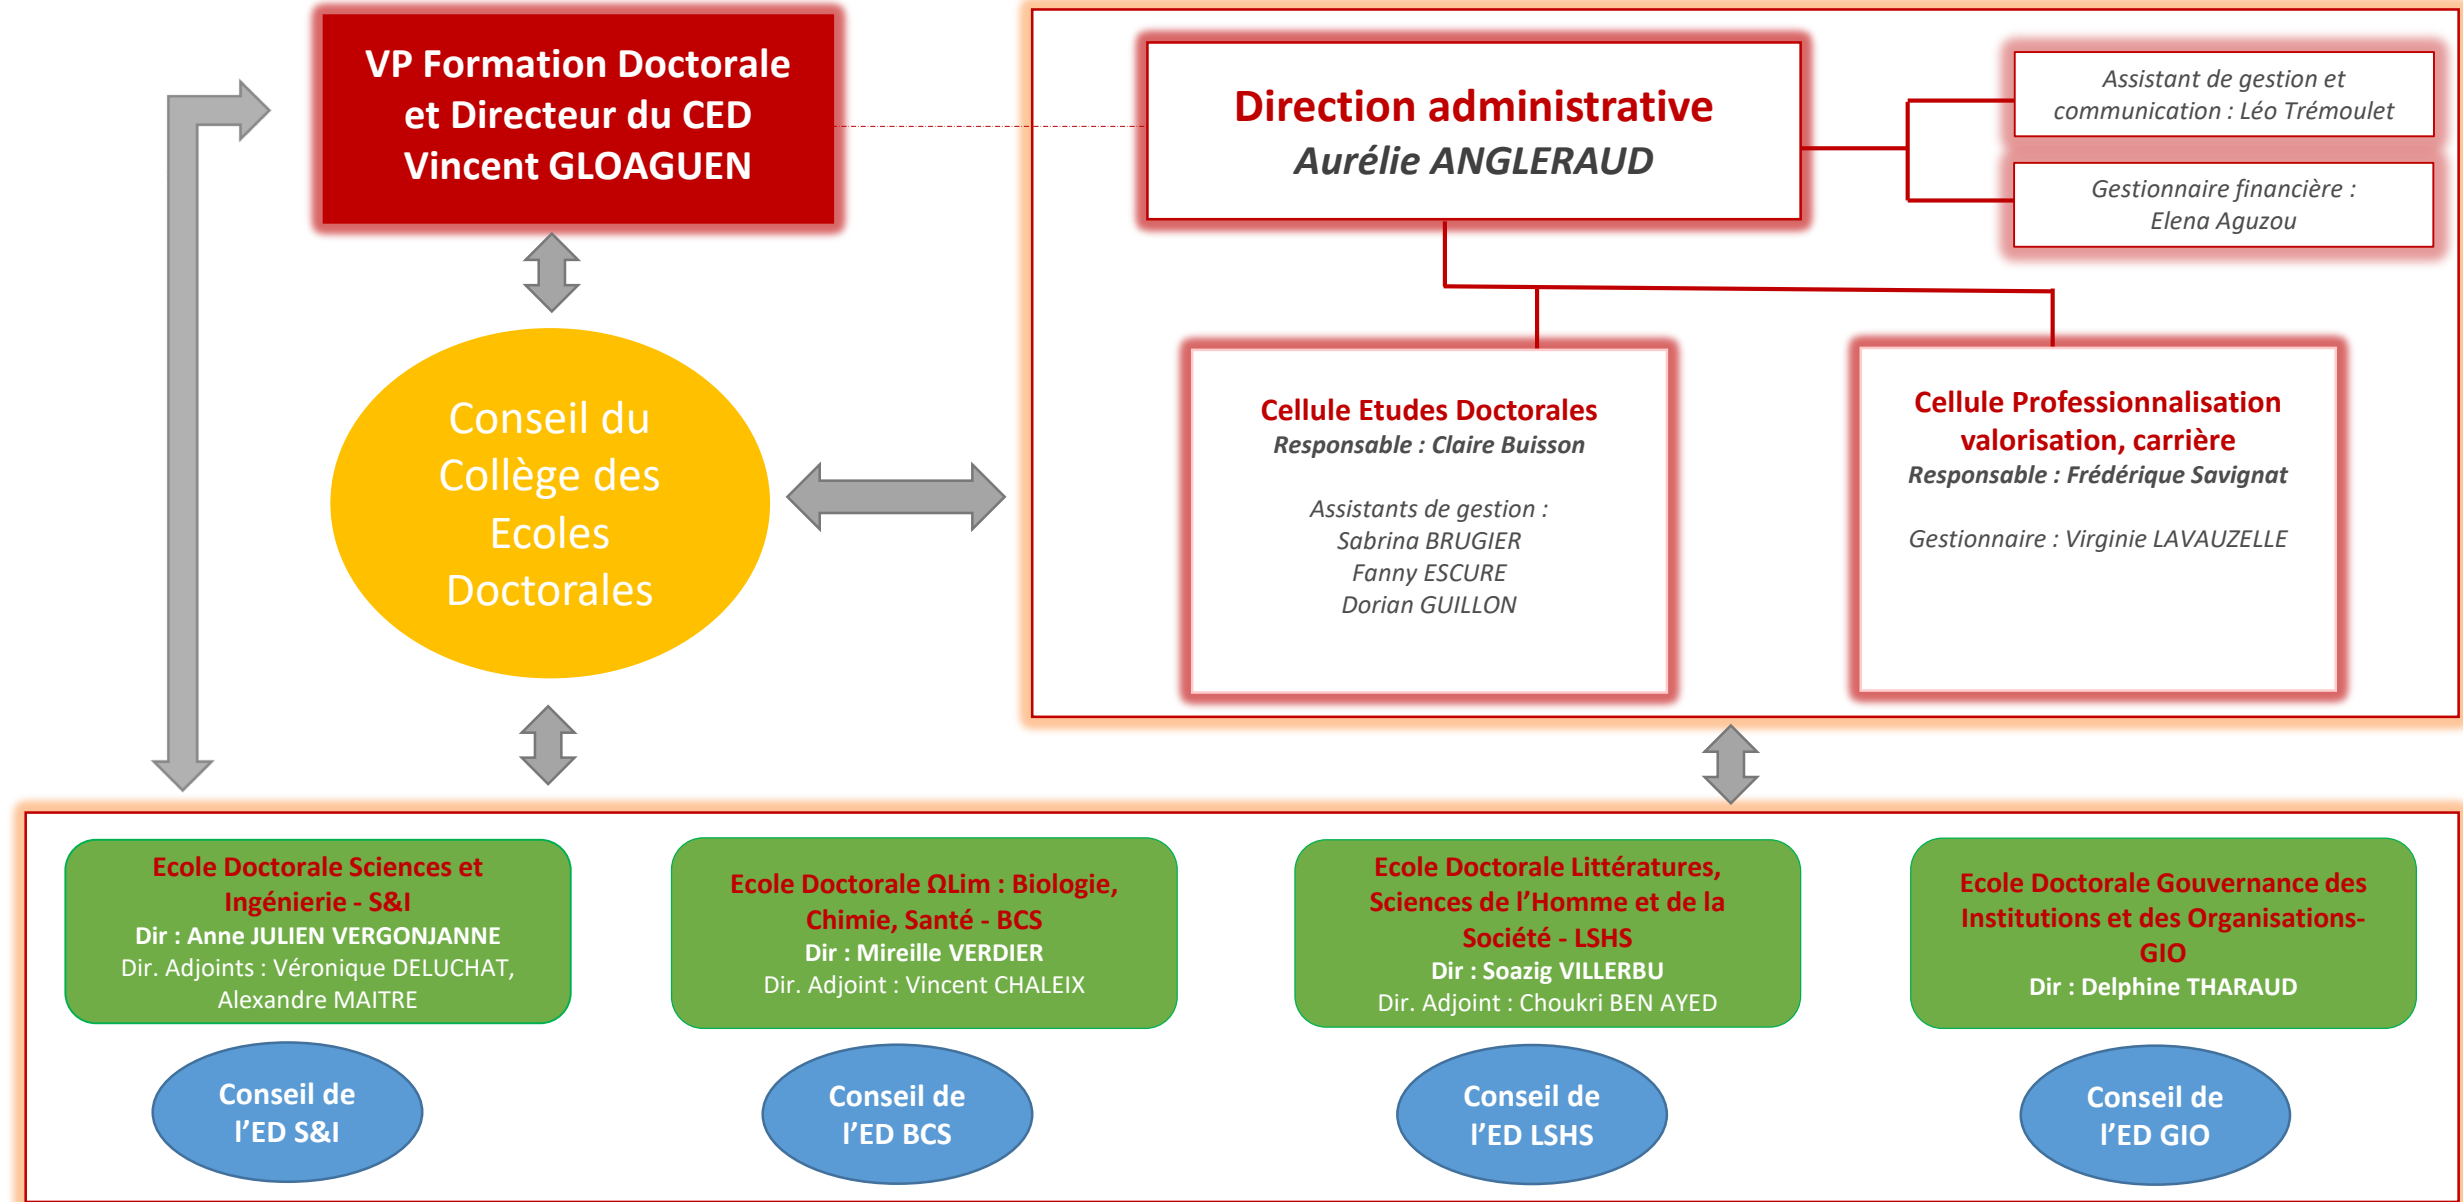 VP Formation Doctorale
et Directeur du CED
Vincent GLOAGUEN
Direction administrative
Aurélie ANGLERAUD
Assistant de gestion et
communication : Léo Trémoulet
Gestionnaire financière :
Elena Aguzou
Conseil du
Collège des
Ecoles
Doctorales
Cellule Etudes Doctorales
Responsable : Claire Buisson
Assistants de gestion :
Sabrina BRUGIER
Fanny ESCURE
Dorian GUILLON
Cellule Professionnalisation
valorisation, carrière
Responsable : Frédérique Savignat
Gestionnaire : Virginie LAVAUZELLE
Ecole Doctorale Sciences et
Ingénierie - S&I
Dir : Anne JULIEN VERGONJANNE
Dir. Adjoints : Véronique DELUCHAT,
Alexandre MAITRE
Ecole Doctorale ΩLim : Biologie,
Chimie, Santé - BCS
Dir : Mireille VERDIER
Dir. Adjoint : Vincent CHALEIX
Ecole Doctorale Littératures,
Sciences de l’Homme et de la
Société - LSHS
Dir : Soazig VILLERBU
Dir. Adjoint : Choukri BEN AYED
Ecole Doctorale Gouvernance des
Institutions et des Organisations-
GIO
Dir : Delphine THARAUD
Conseil de
l’ED S&I
Conseil de
l’ED BCS
Conseil de
l’ED LSHS
Conseil de
l’ED GIO